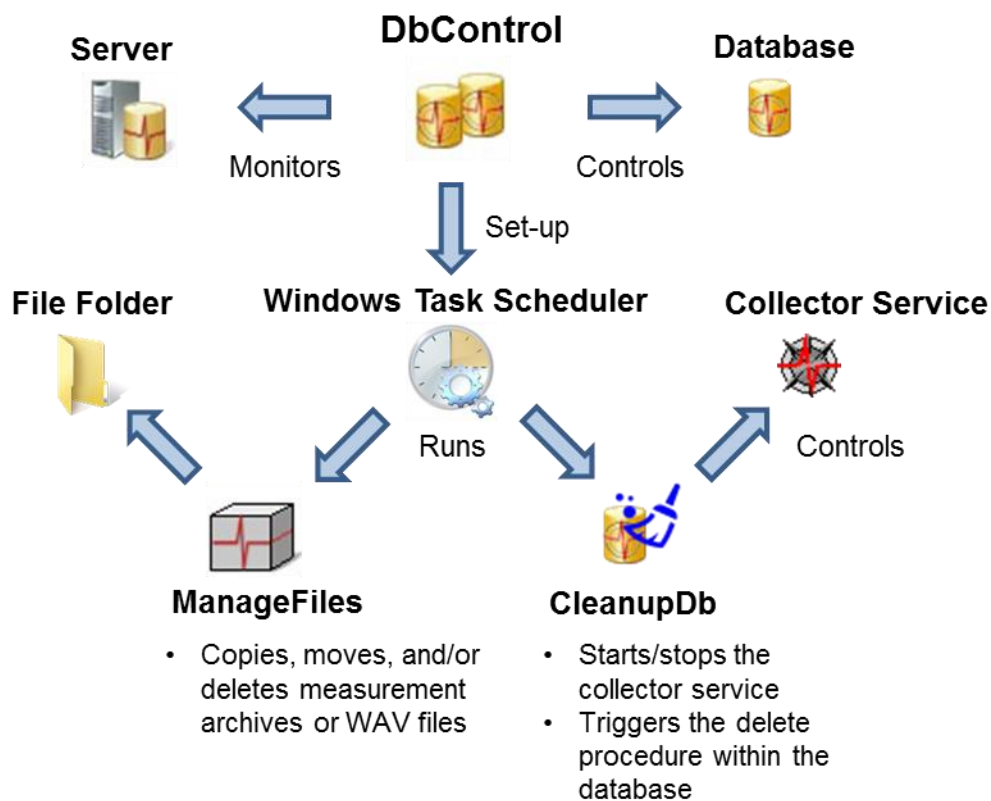 DbControl
Server
Database
Monitors
Controls
Set-up
File Folder
Windows Task Scheduler
Collector Service
Runs
Controls
ManageFiles
• Copies, moves, and/or
deletes measurement
archives or WAV files
CleanupDb
• Starts/stops the
collector service
• Triggers the delete
procedure within the
database